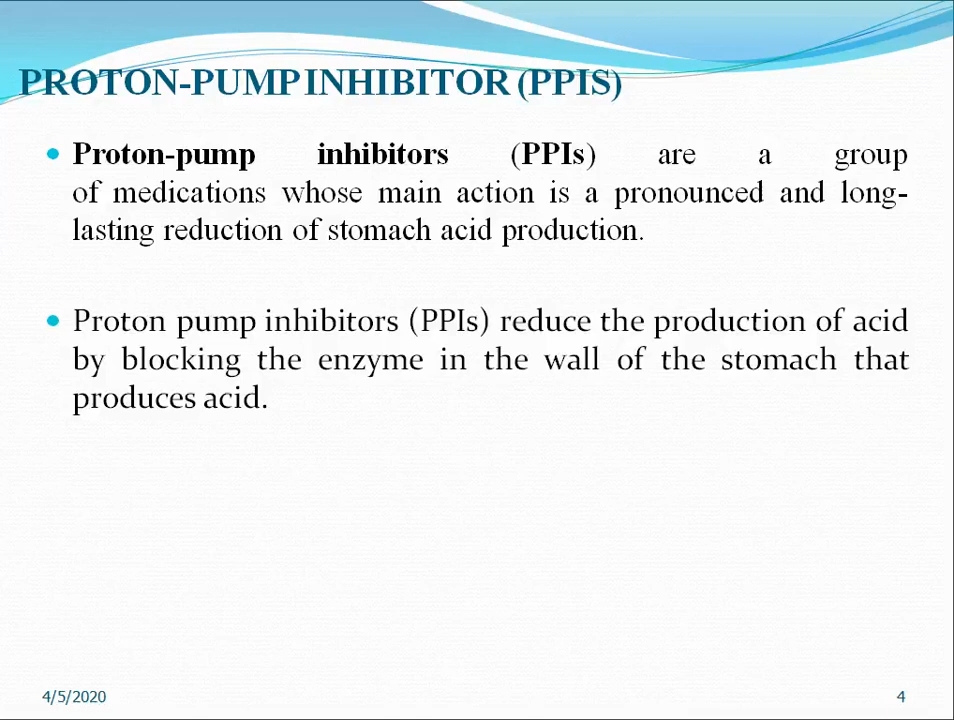 PROTON-PUMP INHIBITOR (PPIS)
Proton-pump inhibitors (PPIs) are a group
of medications whose main action is a pronounced and long-
lasting reduction of stomach acid production.
Proton pump inhibitors (PPIs) reduce the production of acid
by blocking the enzyme in the wall of the stomach that
produces acid.
4/5/2020
4